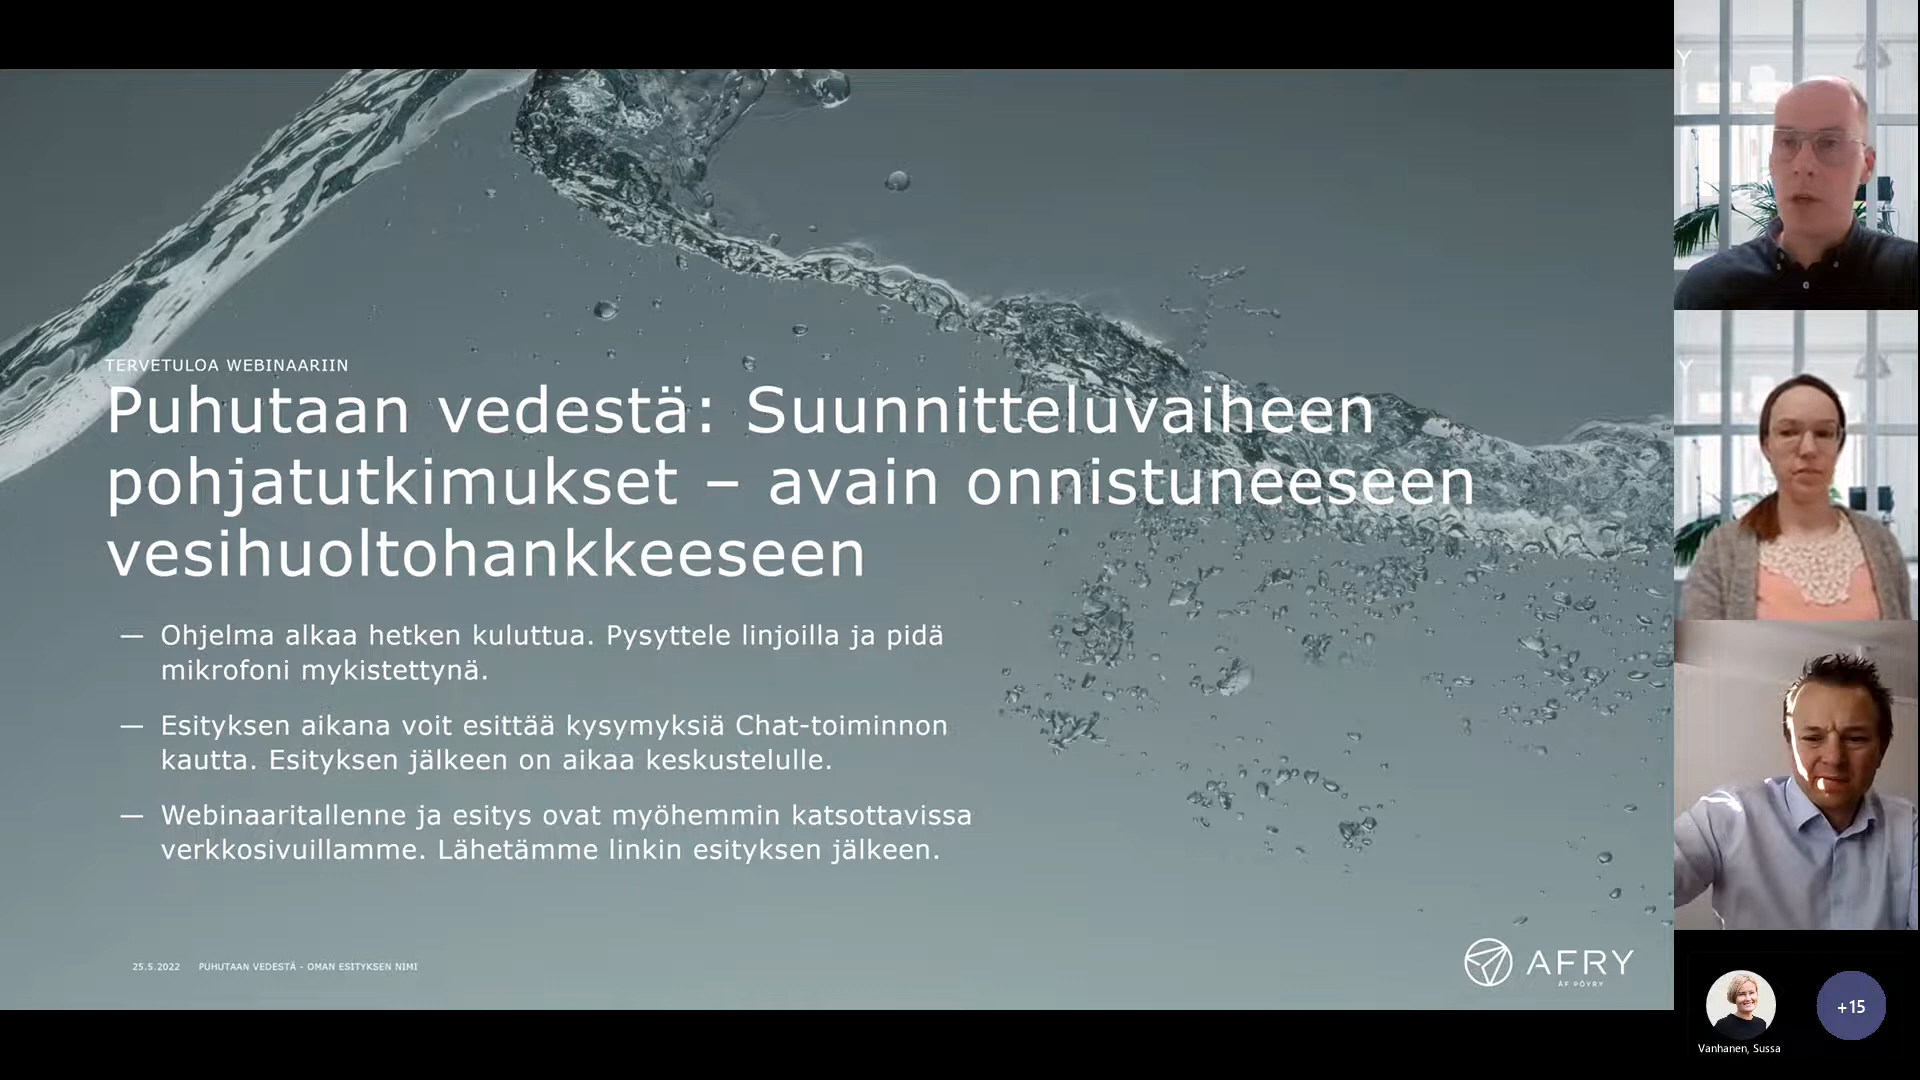 TERVETULOA WEBINAARIIN
Puhutaan vedestä: Suunnitteluvaiheen
pohjatutkimukset – avain onnistuneeseen
vesihuoltohankkeeseen
— Ohjelma alkaa hetken kuluttua. Pysyttele linjoilla ja pidä
mikrofoni mykistettynä.
— Esityksen aikana voit esittää kysymyksiä Chat-toiminnon
kautta. Esityksen jälkeen on aikaa keskustelulle.
— Webinaaritallenne ja esitys ovat myöhemmin katsottavissa
verkkosivuillamme. Lähetämme linkin esityksen jälkeen.
25.5.2022 PUHUTAAN VEDESTÄ - OMAN ESITYKSEN NIMI
AFRY
ÅF PÖYRY
Y
Y
+15
Vanhanen, Sussa